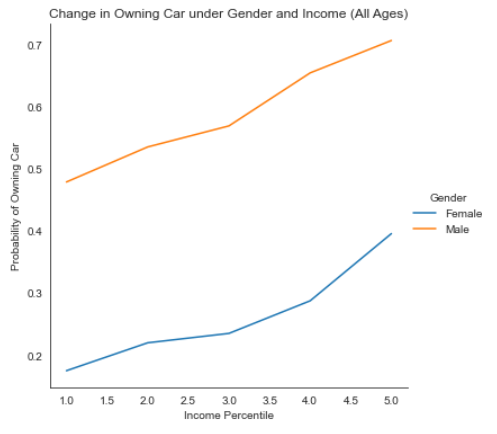 Change in Owning Car under Gender and Income (All Ages)
0.7
0.6
0.5
0.4
0.3
0.2
Probability of Owning Car
1.0 1.5 2.0 2.5 3.0 3.5 4.0 4.5 5.0
Income Percentile
Gender
Female
Male